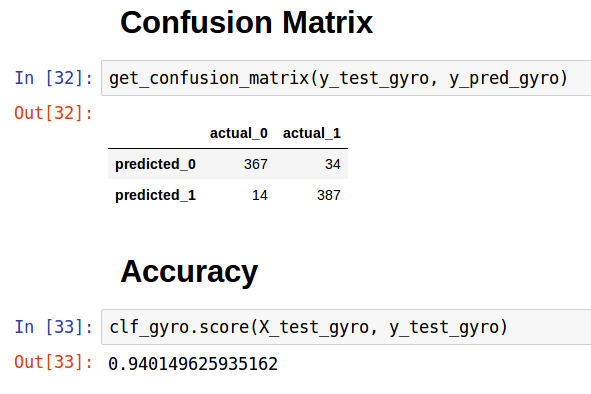 Confusion Matrix
In [32]: get_confusion_matrix(y_test_gyro, y_pred_gyro)
Out[32]:
actual_0 actual_1
predicted_0 367 34
predicted_1 14 387
Accuracy
In [33]: clf_gyro.score(X_test_gyro, y_test_gyro)
Out[33]: 0.940149625935162